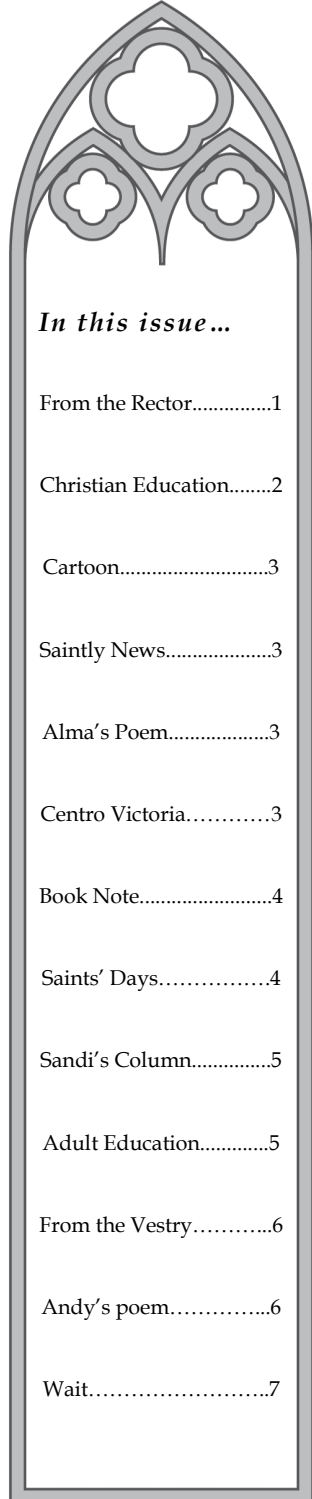 In this issue...
From the Rector...............1
Christian Education........2
Cartoon............................3
Saintly News....................3
Alma's Poem...................3
Centro Victoria…………3
Book Note.........................4
Saints' Days…………….4
Sandi's Column...............5
Adult Education.............5
From the Vestry………..6
Andy's poem…………...6
Wait……………………..7